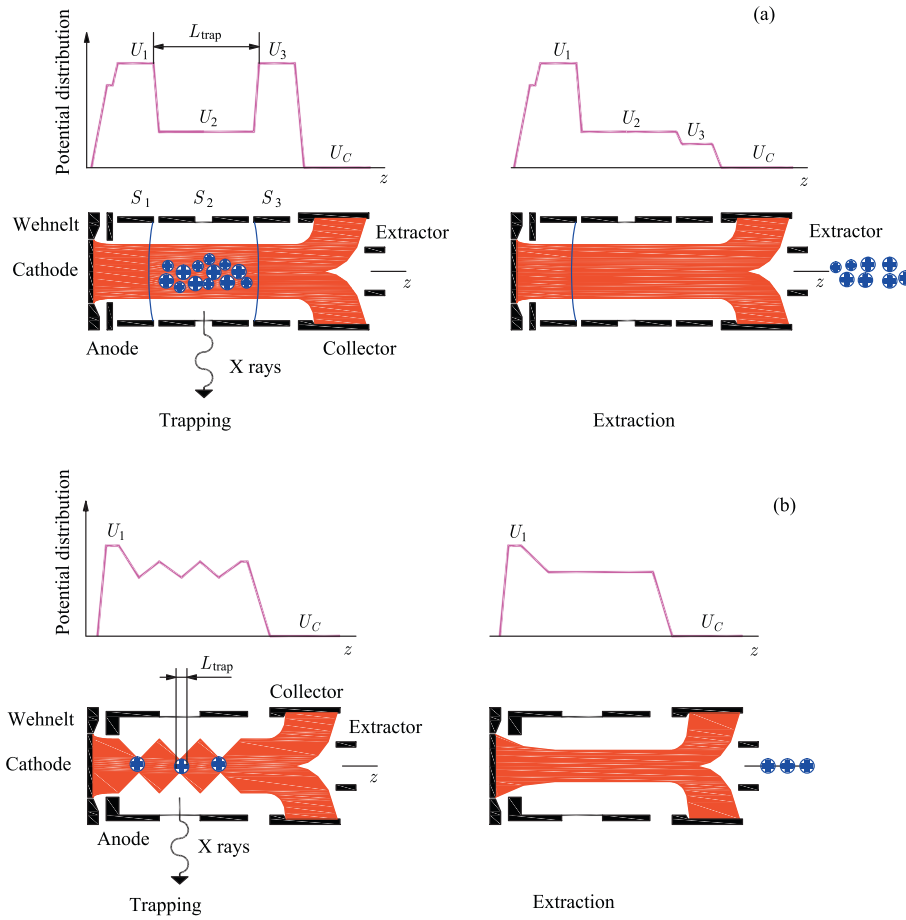 (a)
Potential distribution
U1
Ltrap
U3
U2
UC
z
U1
U2
U3
UC
z
S1
S2
S3
Wehnelt
Cathode
Anode
Extractor
Collector
X rays
Trapping
Extractor
z
Extraction
(b)
Potential distribution
U1
UC
z
U1
UC
z
Ltrap
Collector
Wehnelt
Extractor
Cathode
z
Anode
X rays
Trapping
Extraction